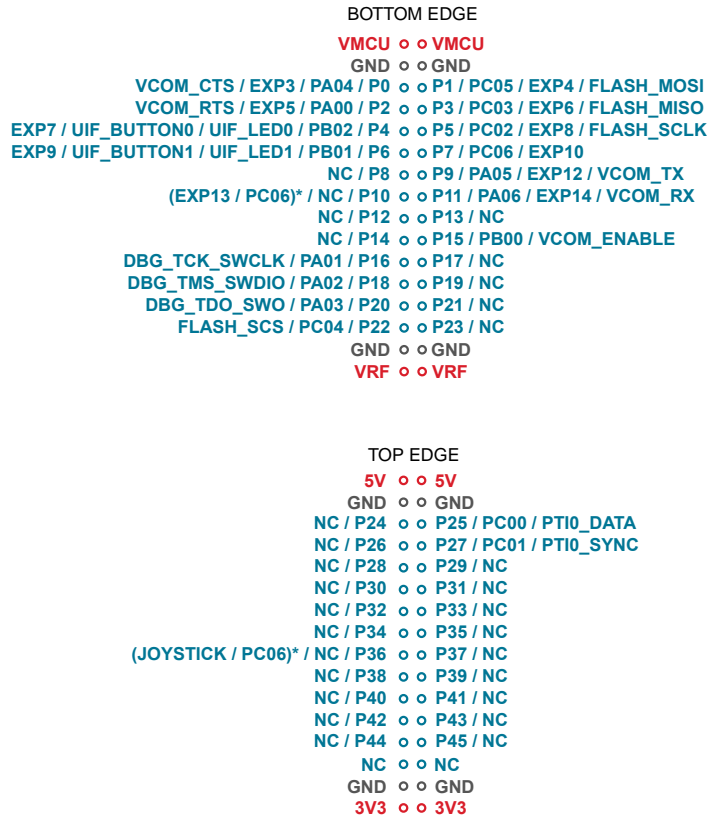 BOTTOM EDGE
VMCU VMCU
GND GND
VCOM_CTS / EXP3 / PA04 / P0 P1 / PC05 / EXP4 / FLASH_MOSI
VCOM_RTS / EXP5 / PA00 / P2 P3 / PC03 / EXP6 / FLASH_MISO
EXP7 / UIF_BUTTON0 / UIF_LED0 / PB02 / P4 P5 / PC02 / EXP8 / FLASH_SCLK
EXP9 / UIF_BUTTON1 / UIF_LED1 / PB01 / P6 P7 / PC06 / EXP10
NC / P8 P9 / PA05 / EXP12 / VCOM_TX
(EXP13 / PC06)* / NC / P10 P11 / PA06 / EXP14 / VCOM_RX
NC / P12 P13 / NC
NC / P14 P15 / PB00 / VCOM_ENABLE
DBG_TCK_SWCLK / PA01 / P16 P17 / NC
DBG_TMS_SWDIO / PA02 / P18 P19 / NC
DBG_TDO_SWO / PA03 / P20 P21 / NC
FLASH_SCS / PC04 / P22 P23 / NC
GND GND
VRF VRF
TOP EDGE
5V 5V
GND GND
NC / P24 P25 / PC00 / PTI0_DATA
NC / P26 P27 / PC01 / PTI0_SYNC
NC / P28 P29 / NC
NC / P30 P31 / NC
NC / P32 P33 / NC
NC / P34 P35 / NC
(JOYSTICK / PC06)* / NC / P36 P37 / NC
NC / P38 P39 / NC
NC / P40 P41 / NC
NC / P42 P43 / NC
NC / P44 P45 / NC
NC NC
GND GND
3V3 3V3